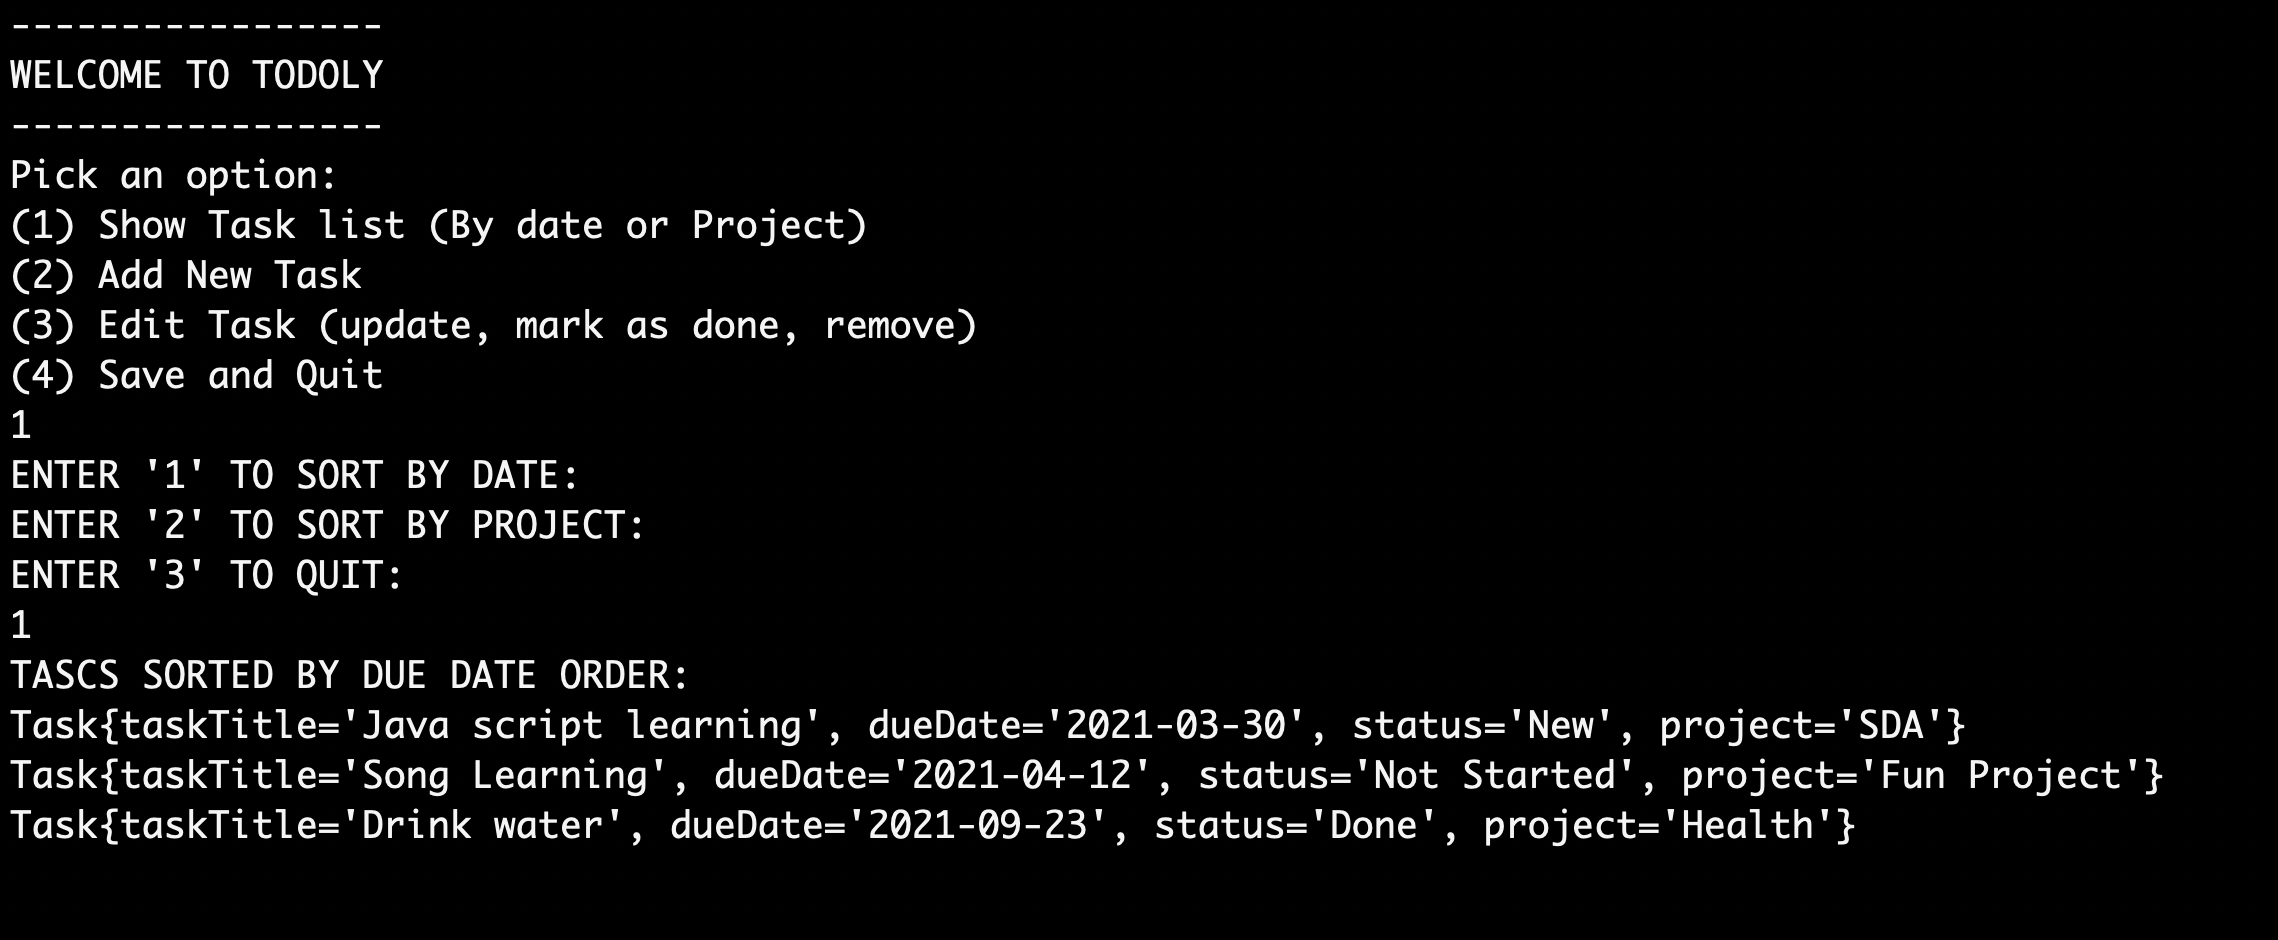 -----------------
WELCOME TO TODOLY
-----------------
Pick an option:
(1) Show Task list (By date or Project)
(2) Add New Task
(3) Edit Task (update, mark as done, remove)
(4) Save and Quit
1
ENTER '1' TO SORT BY DATE:
ENTER '2' TO SORT BY PROJECT:
ENTER '3' TO QUIT:
1
TASCS SORTED BY DUE DATE ORDER:
Task{taskTitle='Java script learning', dueDate='2021-03-30', status='New', project='SDA'}
Task{taskTitle='Song Learning', dueDate='2021-04-12', status='Not Started', project='Fun Project'}
Task{taskTitle='Drink water', dueDate='2021-09-23', status='Done', project='Health'}